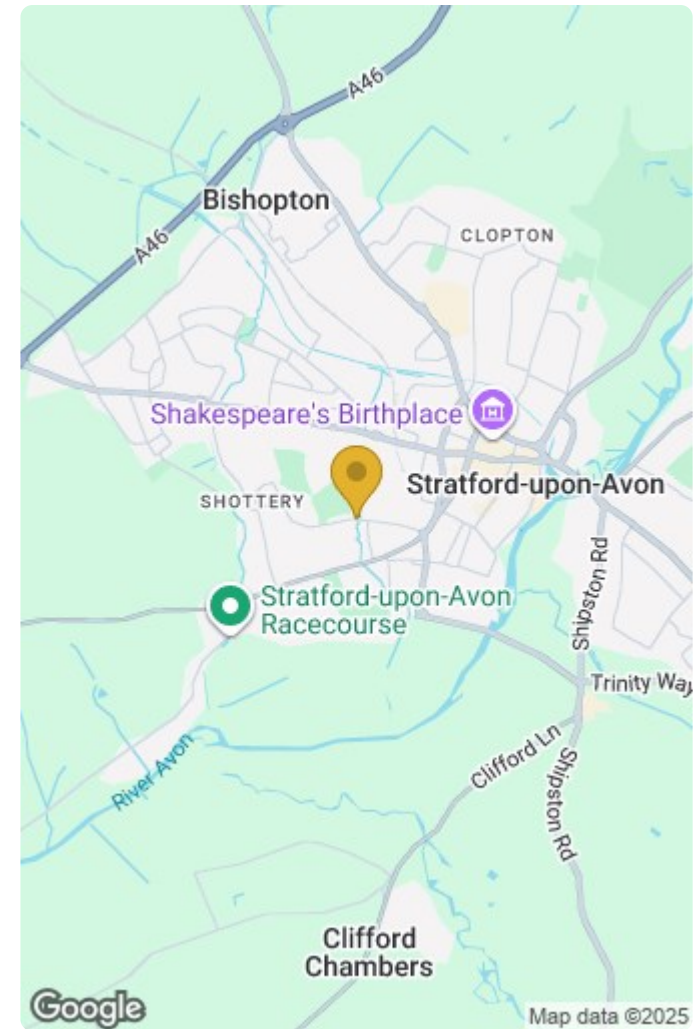 A46
Bishopton
CLOPTON
A46
Shakespeare's Birthplace
SHOTTERY
Stratford-upon-Avon
Stratford-upon-Avon
Racecourse
Shipston Rd
Trinity Way
Clifford Ln
River Avon
Shipston Rd
Clifford
Chambers
Google
Map data ©2025